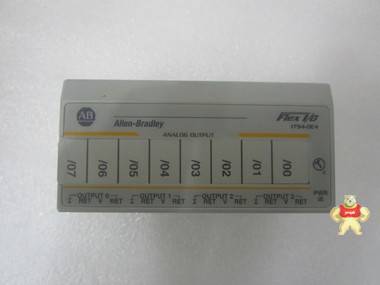 AB Allen-Bradley Flex I/O
1794-OE4
ANALOG OUTPUT
/07 /06 /05 /04 /03 /02 /01 /00
OUTPUT 0 OUTPUT 1 OUTPUT 2 OUTPUT 3 PWR
I RET V RET I RET V RET I RET V RET I RET V RET